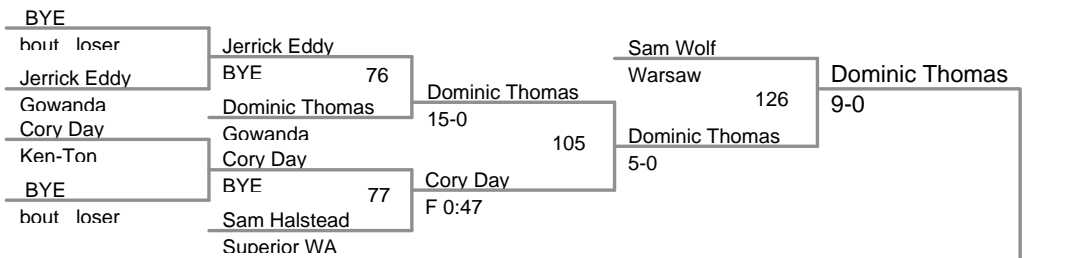 BYE
bout loser
Jerrick Eddy
Gowanda
Cory Day
Ken-Ton
BYE
bout loser
Jerrick Eddy
BYE 76
Dominic Thomas
Gowanda
Cory Day
BYE 77
Sam Halstead
Superior WA
Dominic Thomas
15-0
105
Cory Day
F 0:47
Sam Wolf
Warsaw
126
Dominic Thomas
5-0
Dominic Thomas
9-0